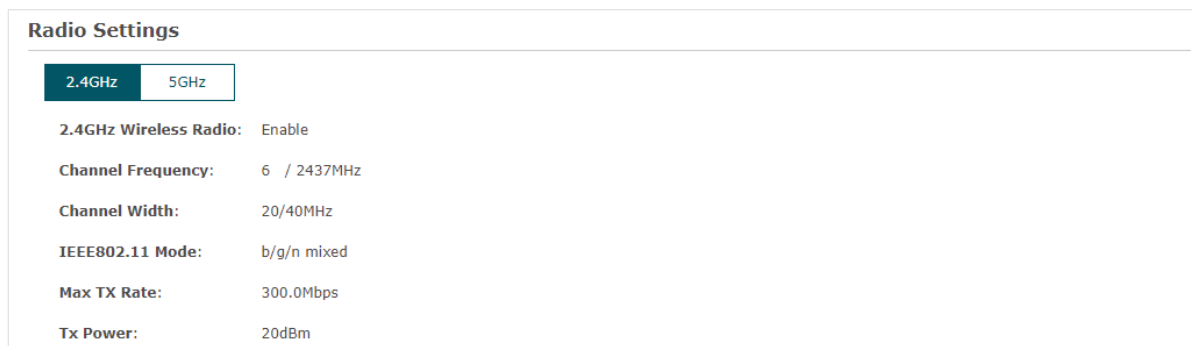 Radio Settings
2.4GHz 5GHz
2.4GHz Wireless Radio: Enable
Channel Frequency: 6 / 2437MHz
Channel Width: 20/40MHz
IEEE802.11 Mode: b/g/n mixed
Max TX Rate: 300.0Mbps
Tx Power: 20dBm